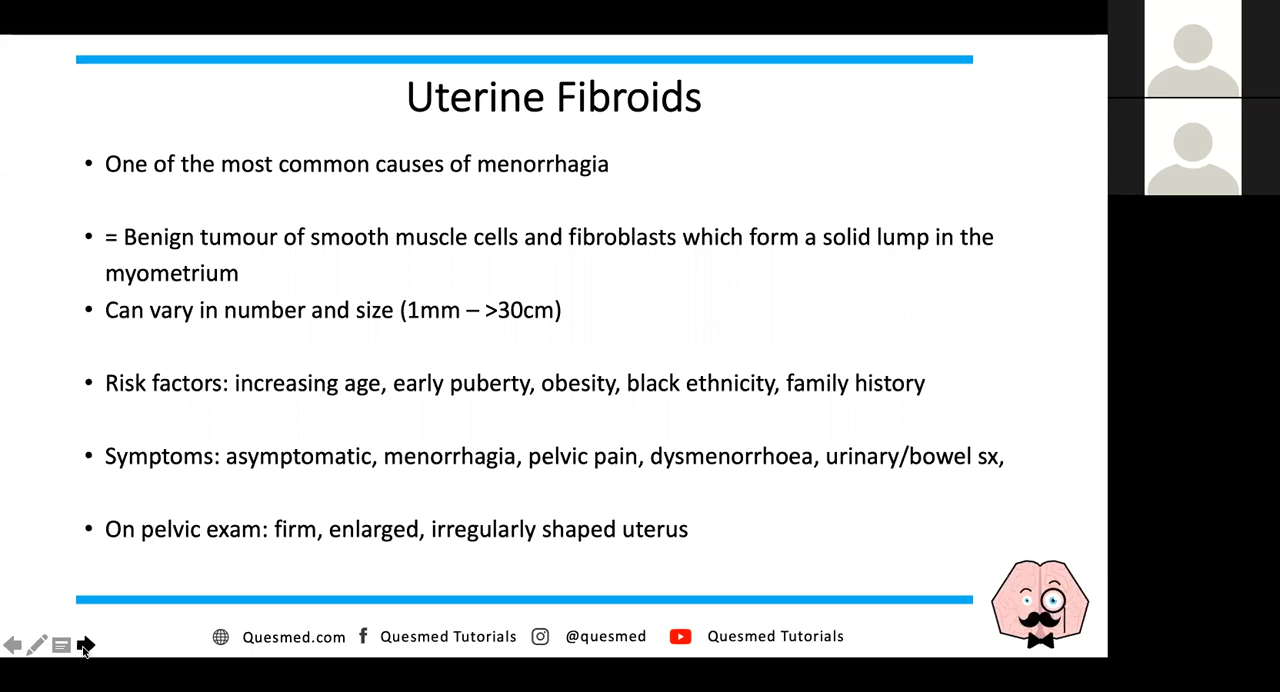 Uterine Fibroids
• One of the most common causes of menorrhagia
• = Benign tumour of smooth muscle cells and fibroblasts which form a solid lump in the
myometrium
• Can vary in number and size (1mm – >30cm)
• Risk factors: increasing age, early puberty, obesity, black ethnicity, family history
• Symptoms: asymptomatic, menorrhagia, pelvic pain, dysmenorrhoea, urinary/bowel sx,
• On pelvic exam: firm, enlarged, irregularly shaped uterus
Quesmed.com Quesmed Tutorials @quesmed Quesmed Tutorials